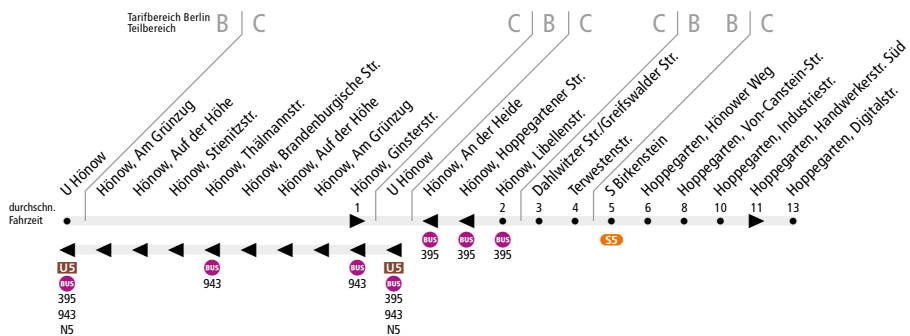 Tarifbereich Berlin
Teilbereich
B C
C B C
C B B C
U Hönow
Hönow, Am Grünzug
Hönow, Auf der Höhe
Hönow, Stienitzstr.
Hönow, Thälmannstr.
Hönow, Brandenburgische Str.
Hönow, Auf der Höhe
Hönow, Am Grünzug
Hönow, Ginsterstr.
U Hönow
Hönow, An der Heide
Hönow, Hoppegartener Str.
Hönow, Libellenstr.
Dahlwitzer Str./Greifswalder Str.
Terwestenstr.
S Birkenstein
Hoppegarten, Hönower Weg
Hoppegarten, Von-Canstein-Str.
Hoppegarten, Industriestr.
Hoppegarten, Handwerkerstr. Süd
Hoppegarten, Digitalstr.
durchschn.
Fahrzeit
1 2 3 4 5 6 8 10 11 13
BUS BUS BUS S5
395 395 395
U5 BUS BUS U5
BUS 943 943 BUS
395 395
943 943
N5 N5